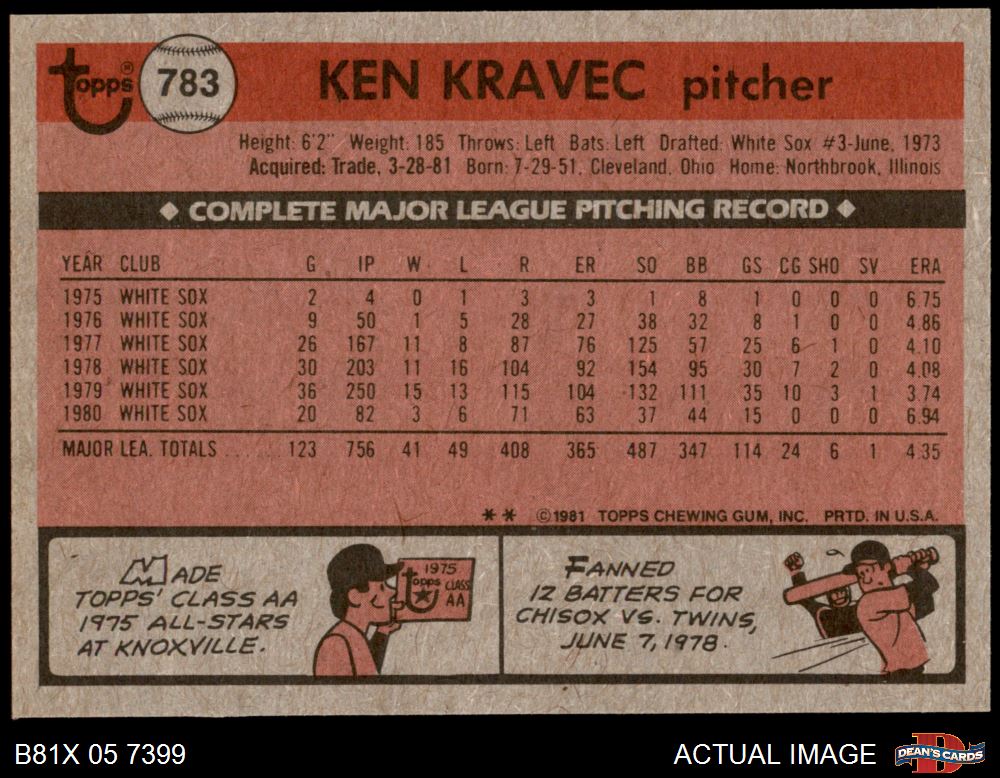 Topps®
783
KEN KRAVEC pitcher
Height: 6'2" Weight: 185 Throws: Left Bats: Left Drafted: White Sox #3-June, 1973
Acquired: Trade, 3-28-81 Born: 7-29-51, Cleveland, Ohio Home: Northbrook, Illinois
◆ COMPLETE MAJOR LEAGUE PITCHING RECORD ◆
YEAR CLUB G IP W L R ER SO BB GS CG SHO SV ERA
1975 WHITE SOX 2 4 0 1 3 3 1 8 1 0 0 0 6.75
1976 WHITE SOX 9 50 1 5 28 27 38 32 8 1 0 0 4.86
1977 WHITE SOX 26 167 11 8 87 76 125 57 25 6 1 0 4.10
1978 WHITE SOX 30 203 11 16 104 92 154 95 30 7 2 0 4.08
1979 WHITE SOX 36 250 15 13 115 104 132 111 35 10 3 1 3.74
1980 WHITE SOX 20 82 3 6 71 63 37 44 15 0 0 0 6.94
MAJOR LEA. TOTALS ...... 123 756 41 49 408 365 487 347 114 24 6 1 4.35
** ©1981 TOPPS CHEWING GUM, INC. PRTD. IN U.S.A.
MADE
TOPPS' CLASS AA
1975 ALL-STARS
AT KNOXVILLE.
1975
Topps CLASS
AA
FANNED
12 BATTERS FOR
CHISOX VS. TWINS,
JUNE 7, 1978.
B81X 05 7399 ACTUAL IMAGE
DEAN'S CARDS